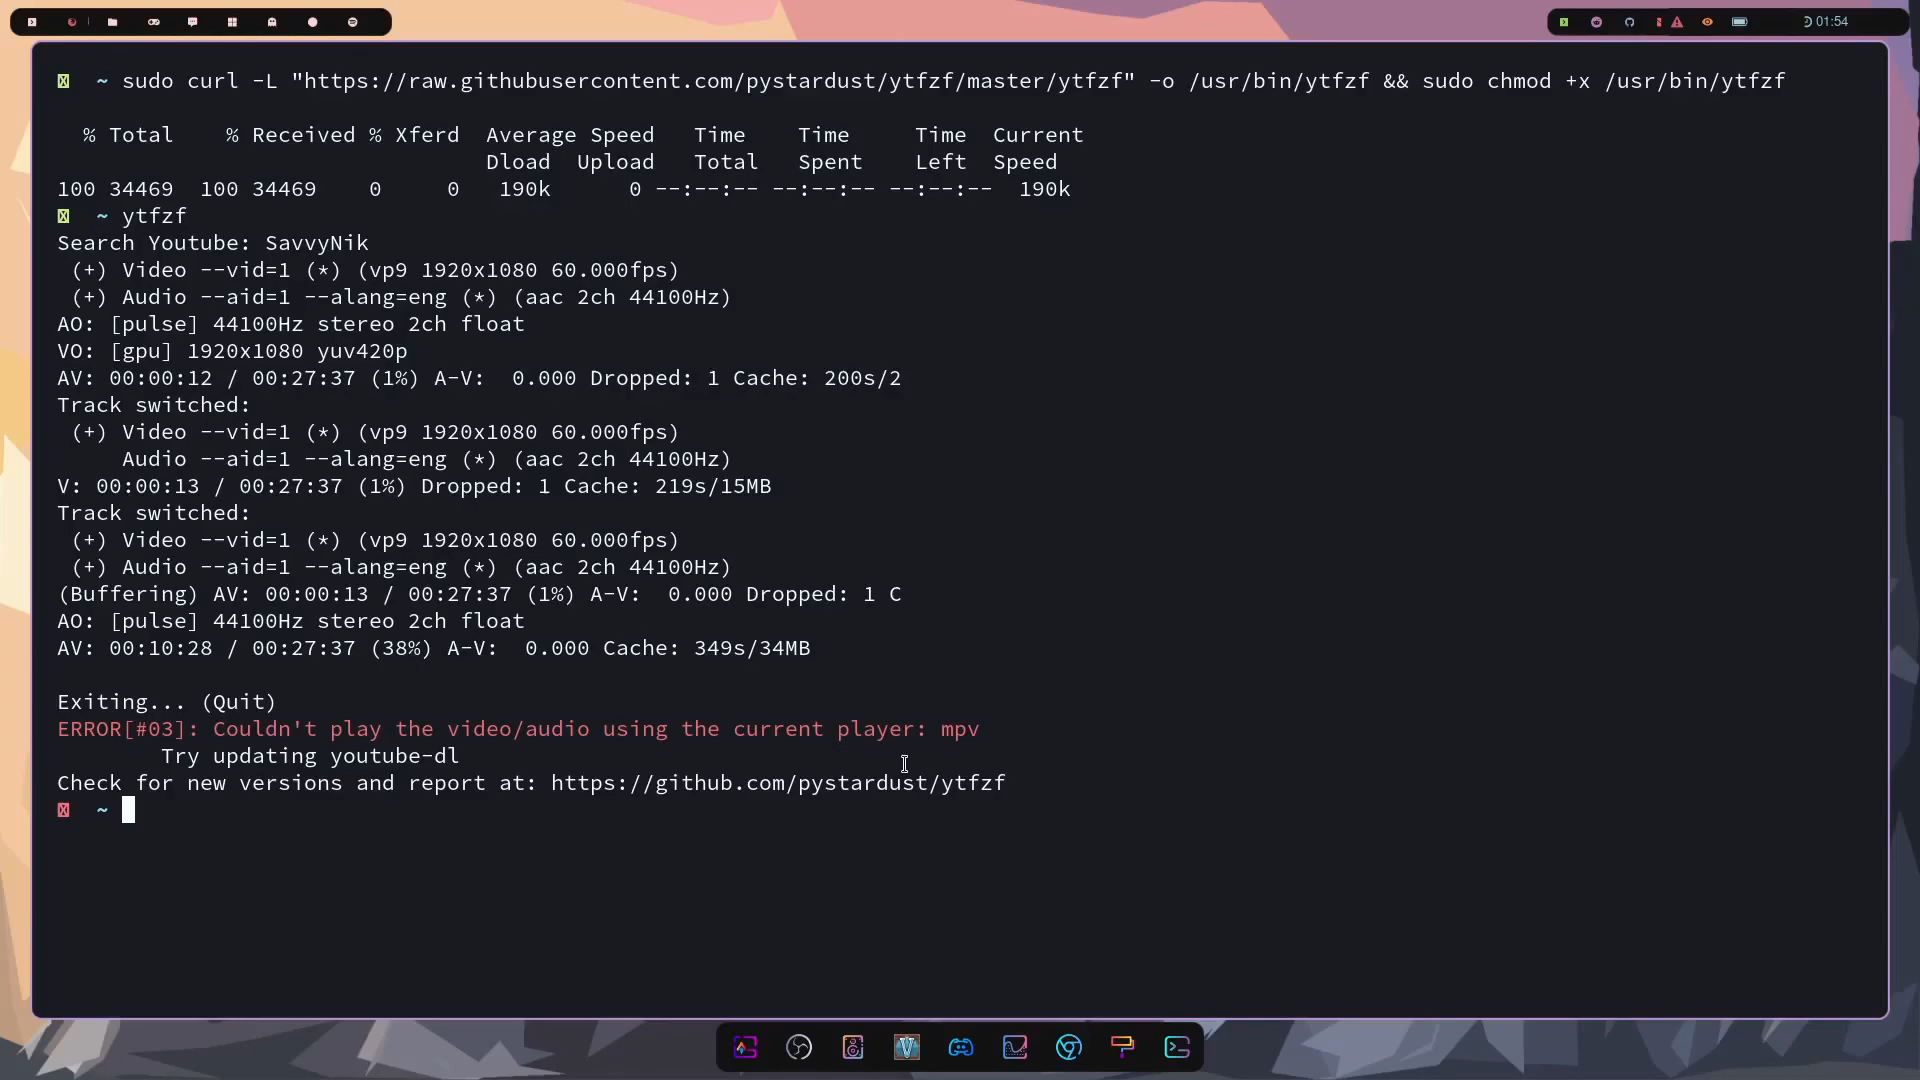 01:54
~ sudo curl -L "https://raw.githubusercontent.com/pystardust/ytfzf/master/ytfzf" -o /usr/bin/ytfzf && sudo chmod +x /usr/bin/ytfzf
% Total    % Received % Xferd  Average Speed   Time    Time     Time  Current
Dload  Upload   Total   Spent    Left  Speed
100 34469  100 34469    0     0   190k      0 --:--:-- --:--:-- --:--:--  190k
~ ytfzf
Search Youtube: SavvyNik
(+) Video --vid=1 (*) (vp9 1920x1080 60.000fps)
(+) Audio --aid=1 --alang=eng (*) (aac 2ch 44100Hz)
AO: [pulse] 44100Hz stereo 2ch float
VO: [gpu] 1920x1080 yuv420p
AV: 00:00:12 / 00:27:37 (1%) A-V:  0.000 Dropped: 1 Cache: 200s/2
Track switched:
(+) Video --vid=1 (*) (vp9 1920x1080 60.000fps)
Audio --aid=1 --alang=eng (*) (aac 2ch 44100Hz)
V: 00:00:13 / 00:27:37 (1%) Dropped: 1 Cache: 219s/15MB
Track switched:
(+) Video --vid=1 (*) (vp9 1920x1080 60.000fps)
(+) Audio --aid=1 --alang=eng (*) (aac 2ch 44100Hz)
(Buffering) AV: 00:00:13 / 00:27:37 (1%) A-V:  0.000 Dropped: 1 C
AO: [pulse] 44100Hz stereo 2ch float
AV: 00:10:28 / 00:27:37 (38%) A-V:  0.000 Cache: 349s/34MB
Exiting... (Quit)
ERROR[#03]: Couldn't play the video/audio using the current player: mpv
Try updating youtube-dl
Check for new versions and report at: https://github.com/pystardust/ytfzf
~